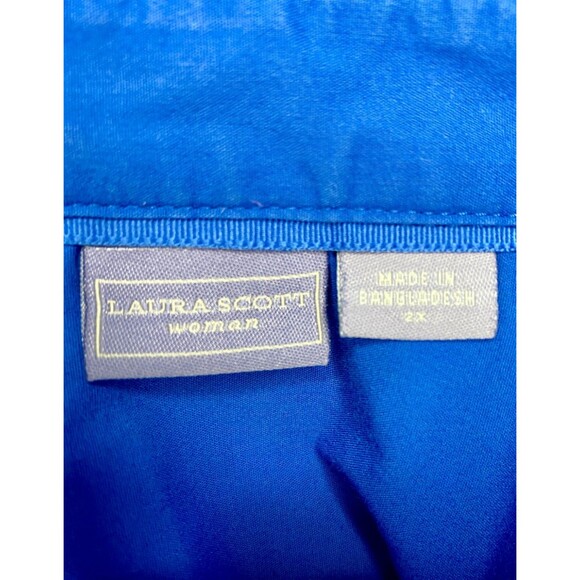 LAURA SCOTT
woman
MADE IN
BANGLADESH
2X